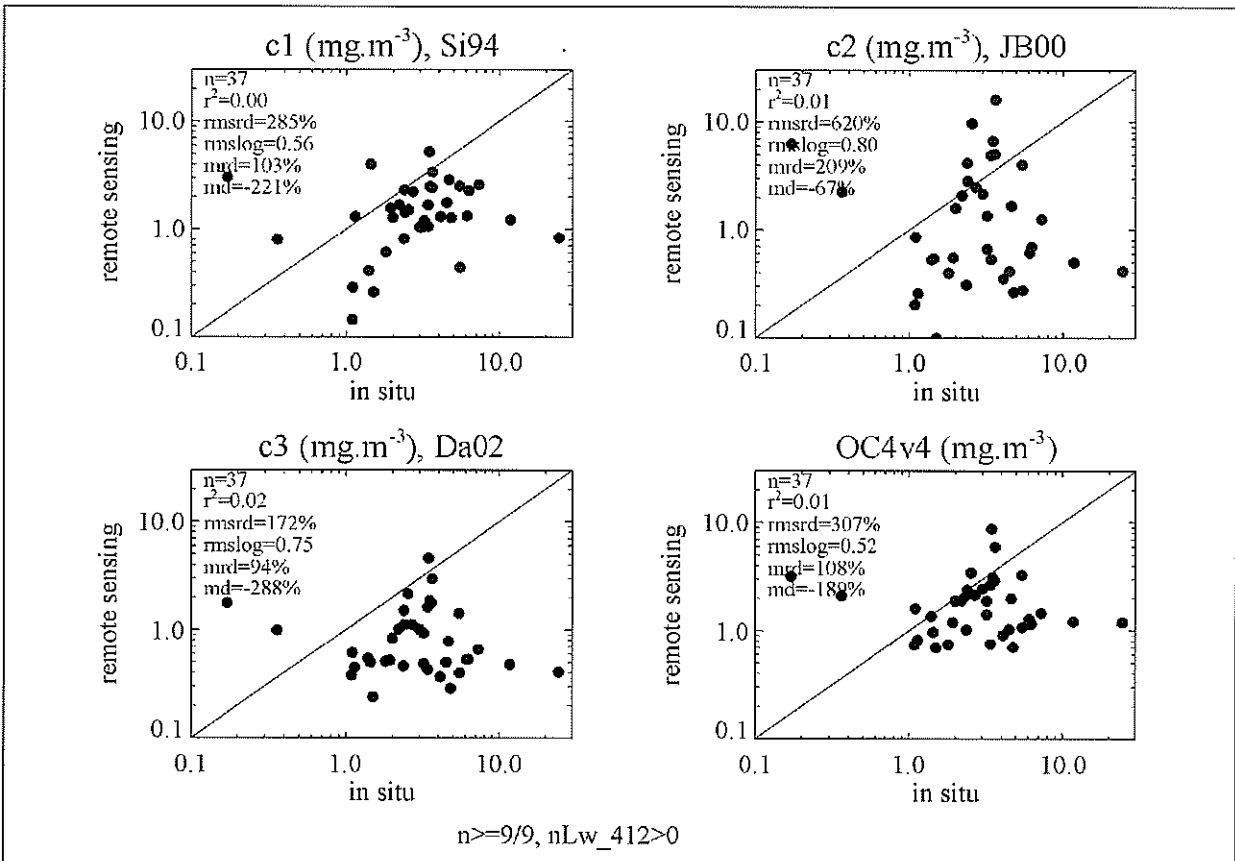 c1 (mg.m⁻³), Si94
n=37
r²=0.00
rmsrd=285%
rmslog=0.56
mrd=103%
md=-221%
remote sensing
10.0
1.0
0.1
0.1 1.0 10.0
in situ
c2 (mg.m⁻³), JB00
n=37
r²=0.01
rmsrd=620%
rmslog=0.80
mrd=209%
md=-67%
remote sensing
10.0
1.0
0.1
0.1 1.0 10.0
in situ
c3 (mg.m⁻³), Da02
n=37
r²=0.02
rmsrd=172%
rmslog=0.75
mrd=94%
md=-288%
remote sensing
10.0
1.0
0.1
0.1 1.0 10.0
in situ
OC4v4 (mg.m⁻³)
n=37
r²=0.01
rmsrd=307%
rmslog=0.52
mrd=108%
md=-189%
remote sensing
10.0
1.0
0.1
0.1 1.0 10.0
in situ
n>=9/9, nLw_412>0